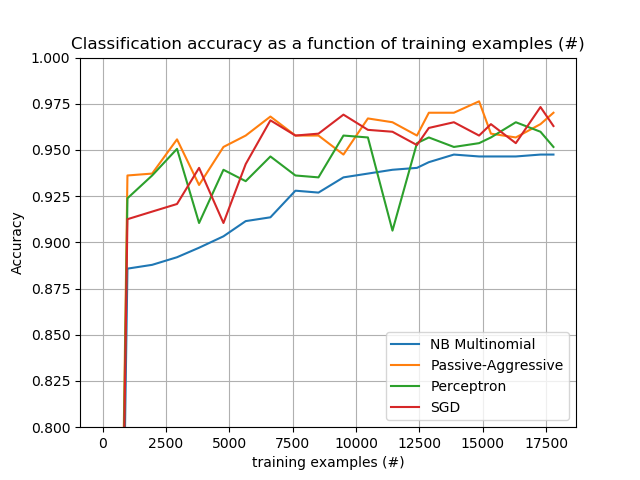 Classification accuracy as a function of training examples (#)
1.000
0.975
0.950
0.925
0.900
0.875
0.850
0.825
0.800
Accuracy
NB Multinomial
Passive-Aggressive
Perceptron
SGD
0 2500 5000 7500 10000 12500 15000 17500
training examples (#)